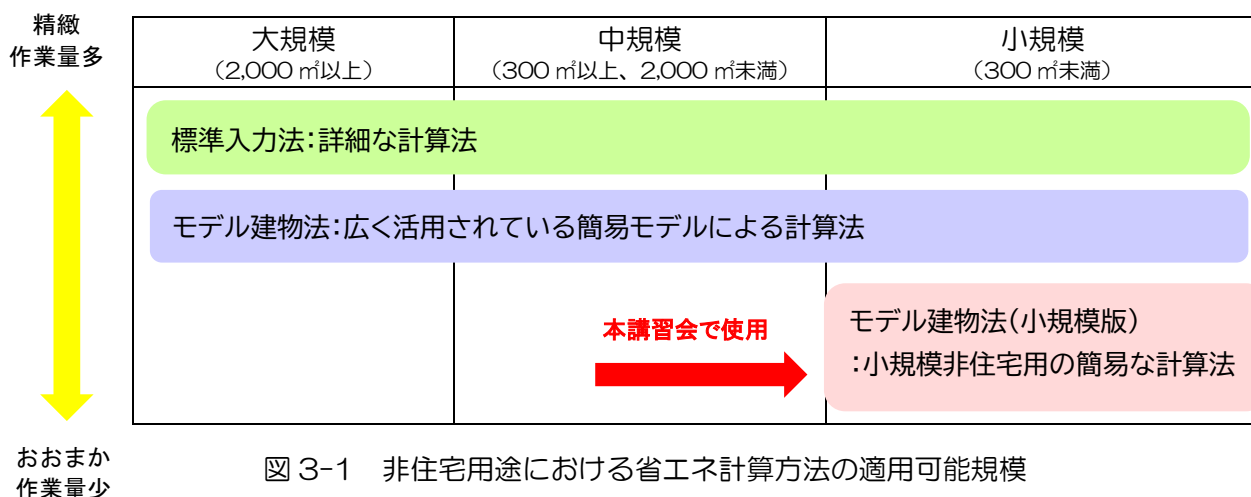 精緻
作業量多
大規模
（2,000 ㎡以上）
中規模
（300 ㎡以上、2,000 ㎡未満）
小規模
（300 ㎡未満）
標準入力法：詳細な計算法
モデル建物法：広く活用されている簡易モデルによる計算法
本講習会で使用
モデル建物法（小規模版）
：小規模非住宅用の簡易な計算法
おおまか
作業量少
図 3-1　非住宅用途における省エネ計算方法の適用可能規模